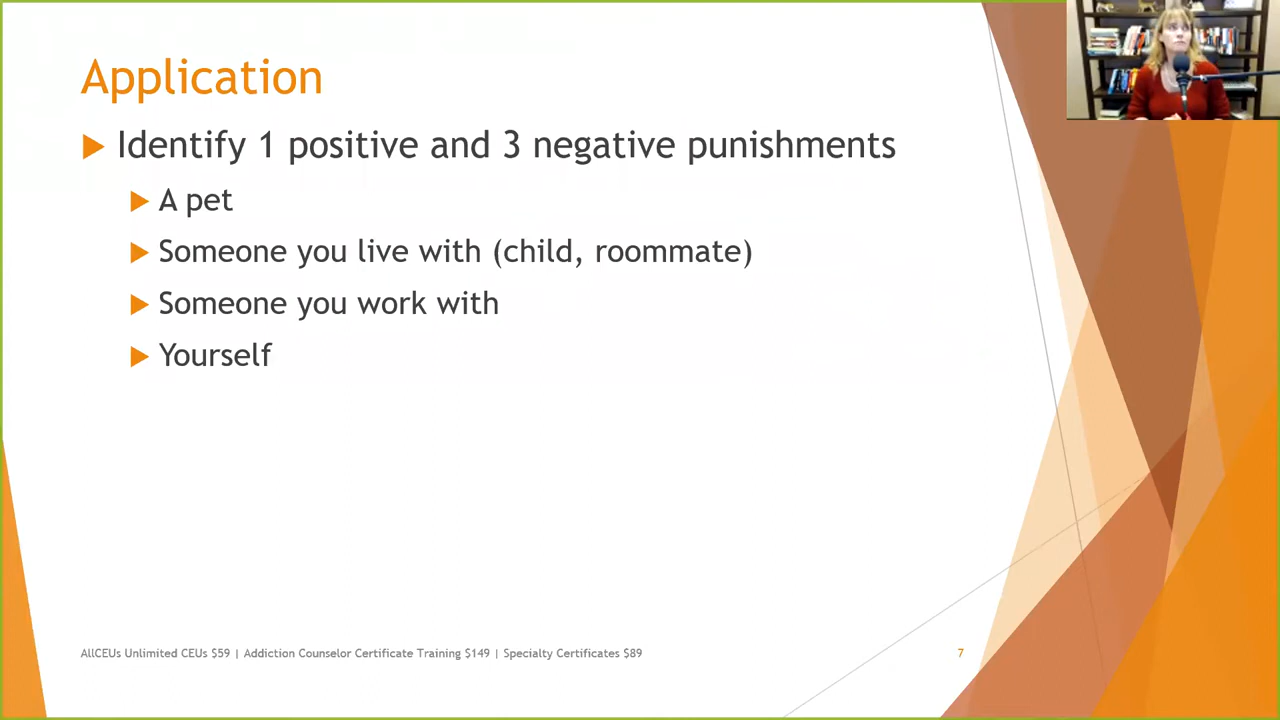 Application
Identify 1 positive and 3 negative punishments
A pet
Someone you live with (child, roommate)
Someone you work with
Yourself
AllCEUs Unlimited CEUs $59 | Addiction Counselor Certificate Training $149 | Specialty Certificates $89
7